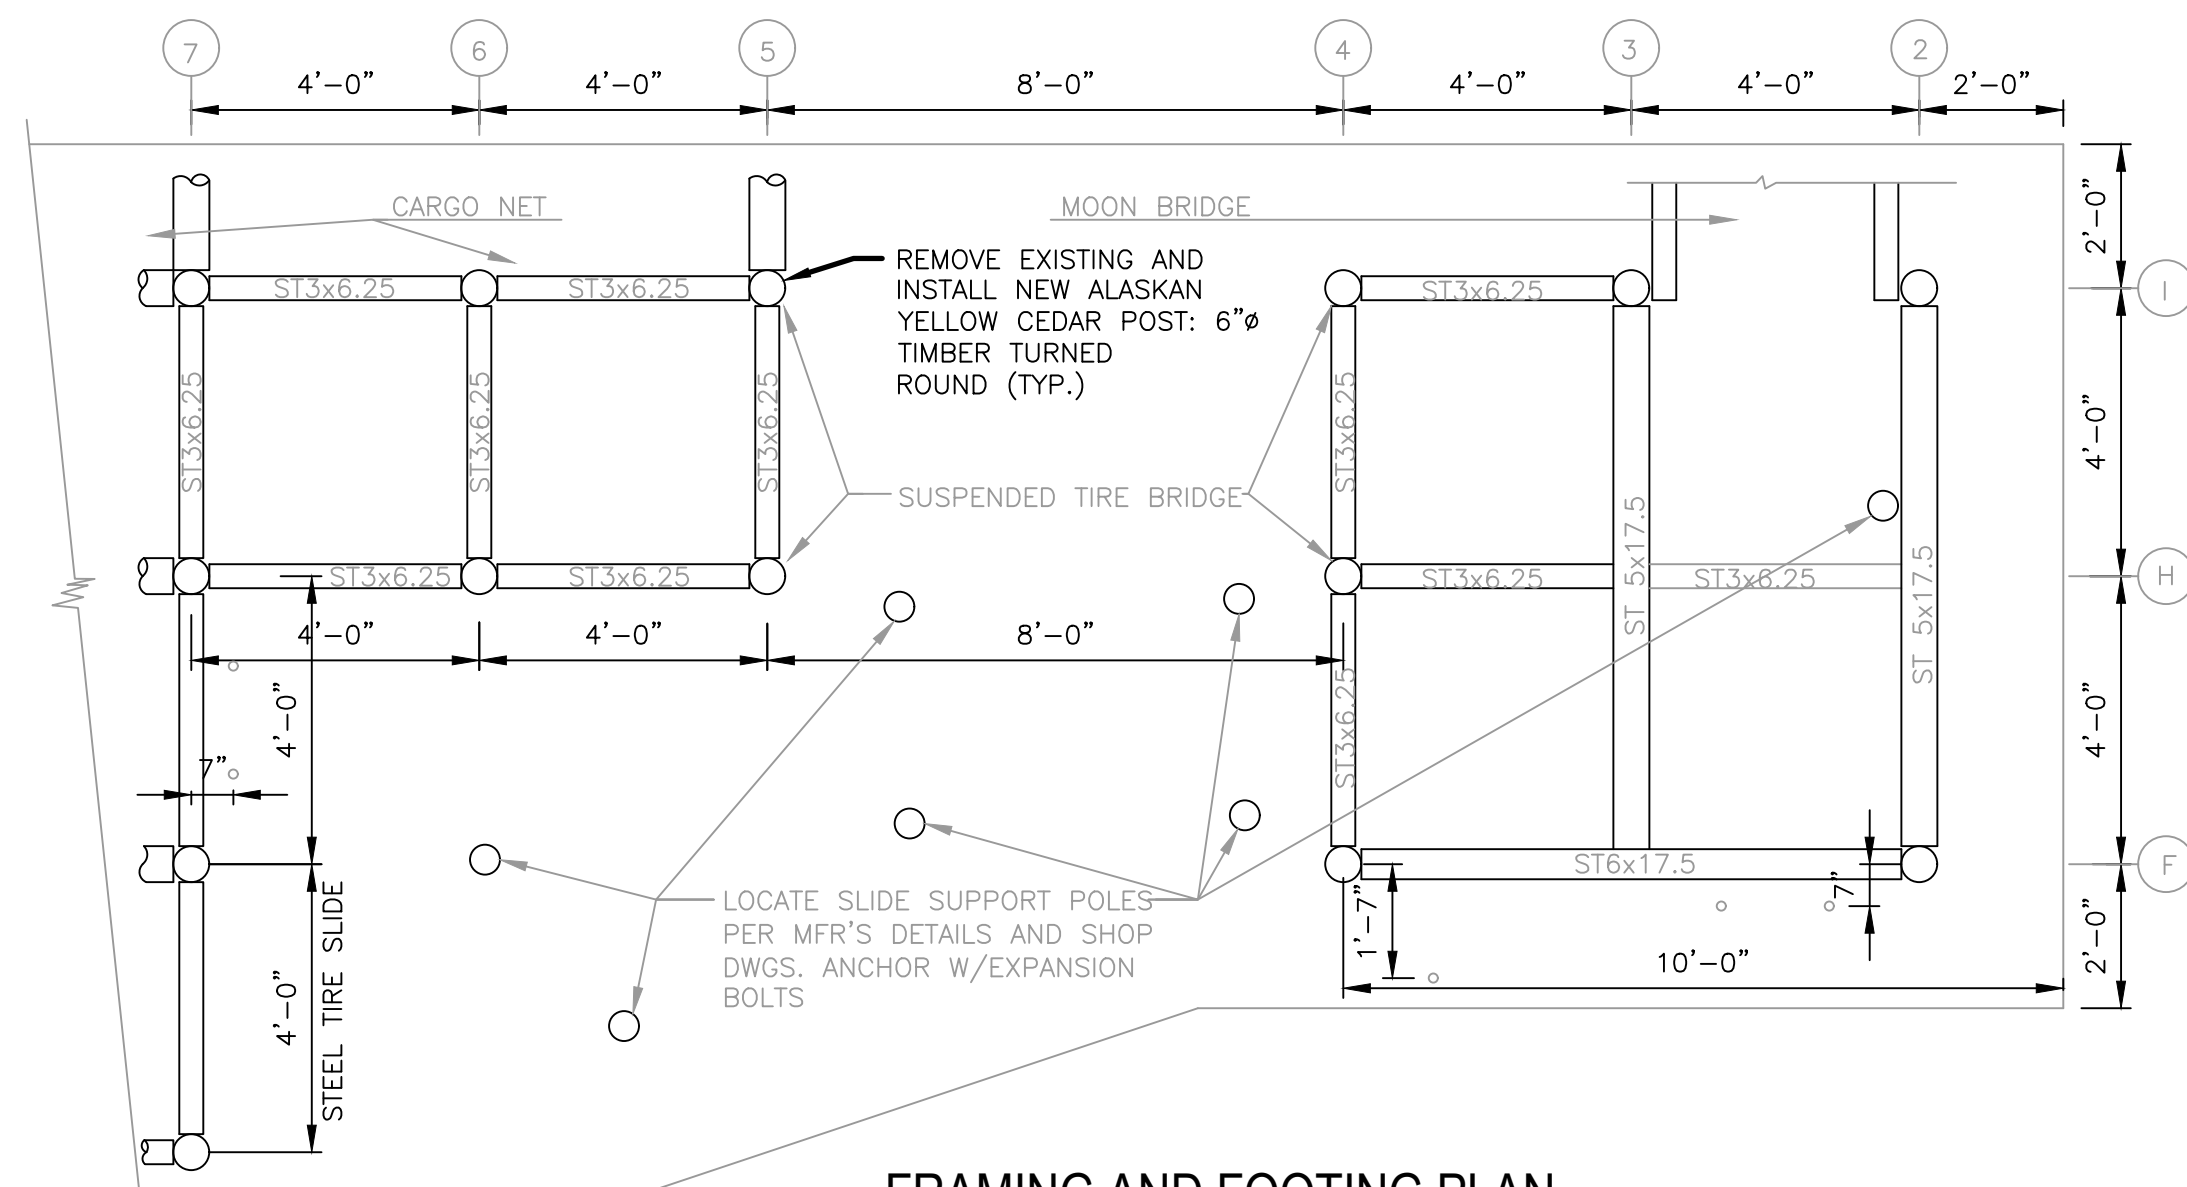 7 6 5 4 3 2
4'-0" 4'-0" 8'-0" 4'-0" 4'-0" 2'-0"
CARGO NET
MOON BRIDGE
2'-0"
REMOVE EXISTING AND
INSTALL NEW ALASKAN
YELLOW CEDAR POST: 6"ø
TIMBER TURNED
ROUND (TYP.)
ST3x6.25 ST3x6.25 ST3x6.25
I
ST3x6.25 ST3x6.25 ST3x6.25 ST3x6.25
4'-0"
SUSPENDED TIRE BRIDGE
ST 5x17.5
ST 5x17.5
ST3x6.25 ST3x6.25 ST3x6.25 ST3x6.25
H
4'-0" 4'-0" 8'-0"
4'-0"
ST3x6.25
4'-0"
7"
ST6x17.5
F
LOCATE SLIDE SUPPORT POLES
PER MFR'S DETAILS AND SHOP
DWGS. ANCHOR W/EXPANSION
BOLTS
1'-7"
7"
10'-0"
2'-0"
4'-0"
STEEL TIRE SLIDE
FRAMING AND FOOTING PLAN